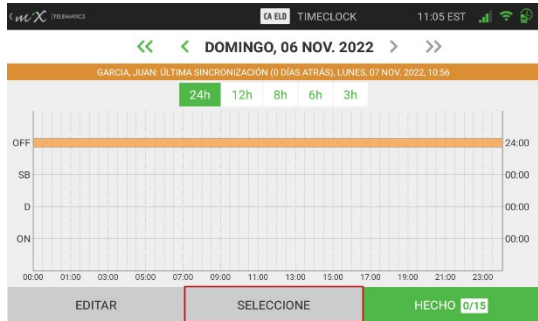 miX TELEMATICS CA ELD TIMECLOCK 11:05 EST
<< < DOMINGO, 06 NOV. 2022 > >>
GARCIA, JUAN: ÚLTIMA SINCRONIZACIÓN (0 DÍAS ATRÁS), LUNES, 07 NOV. 2022, 10:56
24h 12h 8h 6h 3h
OFF 24:00
SB 00:00
D 00:00
ON 00:00
00:00 01:00 03:00 05:00 07:00 09:00 11:00 13:00 15:00 17:00 19:00 21:00 23:00
EDITAR SELECCIONE HECHO 0/15